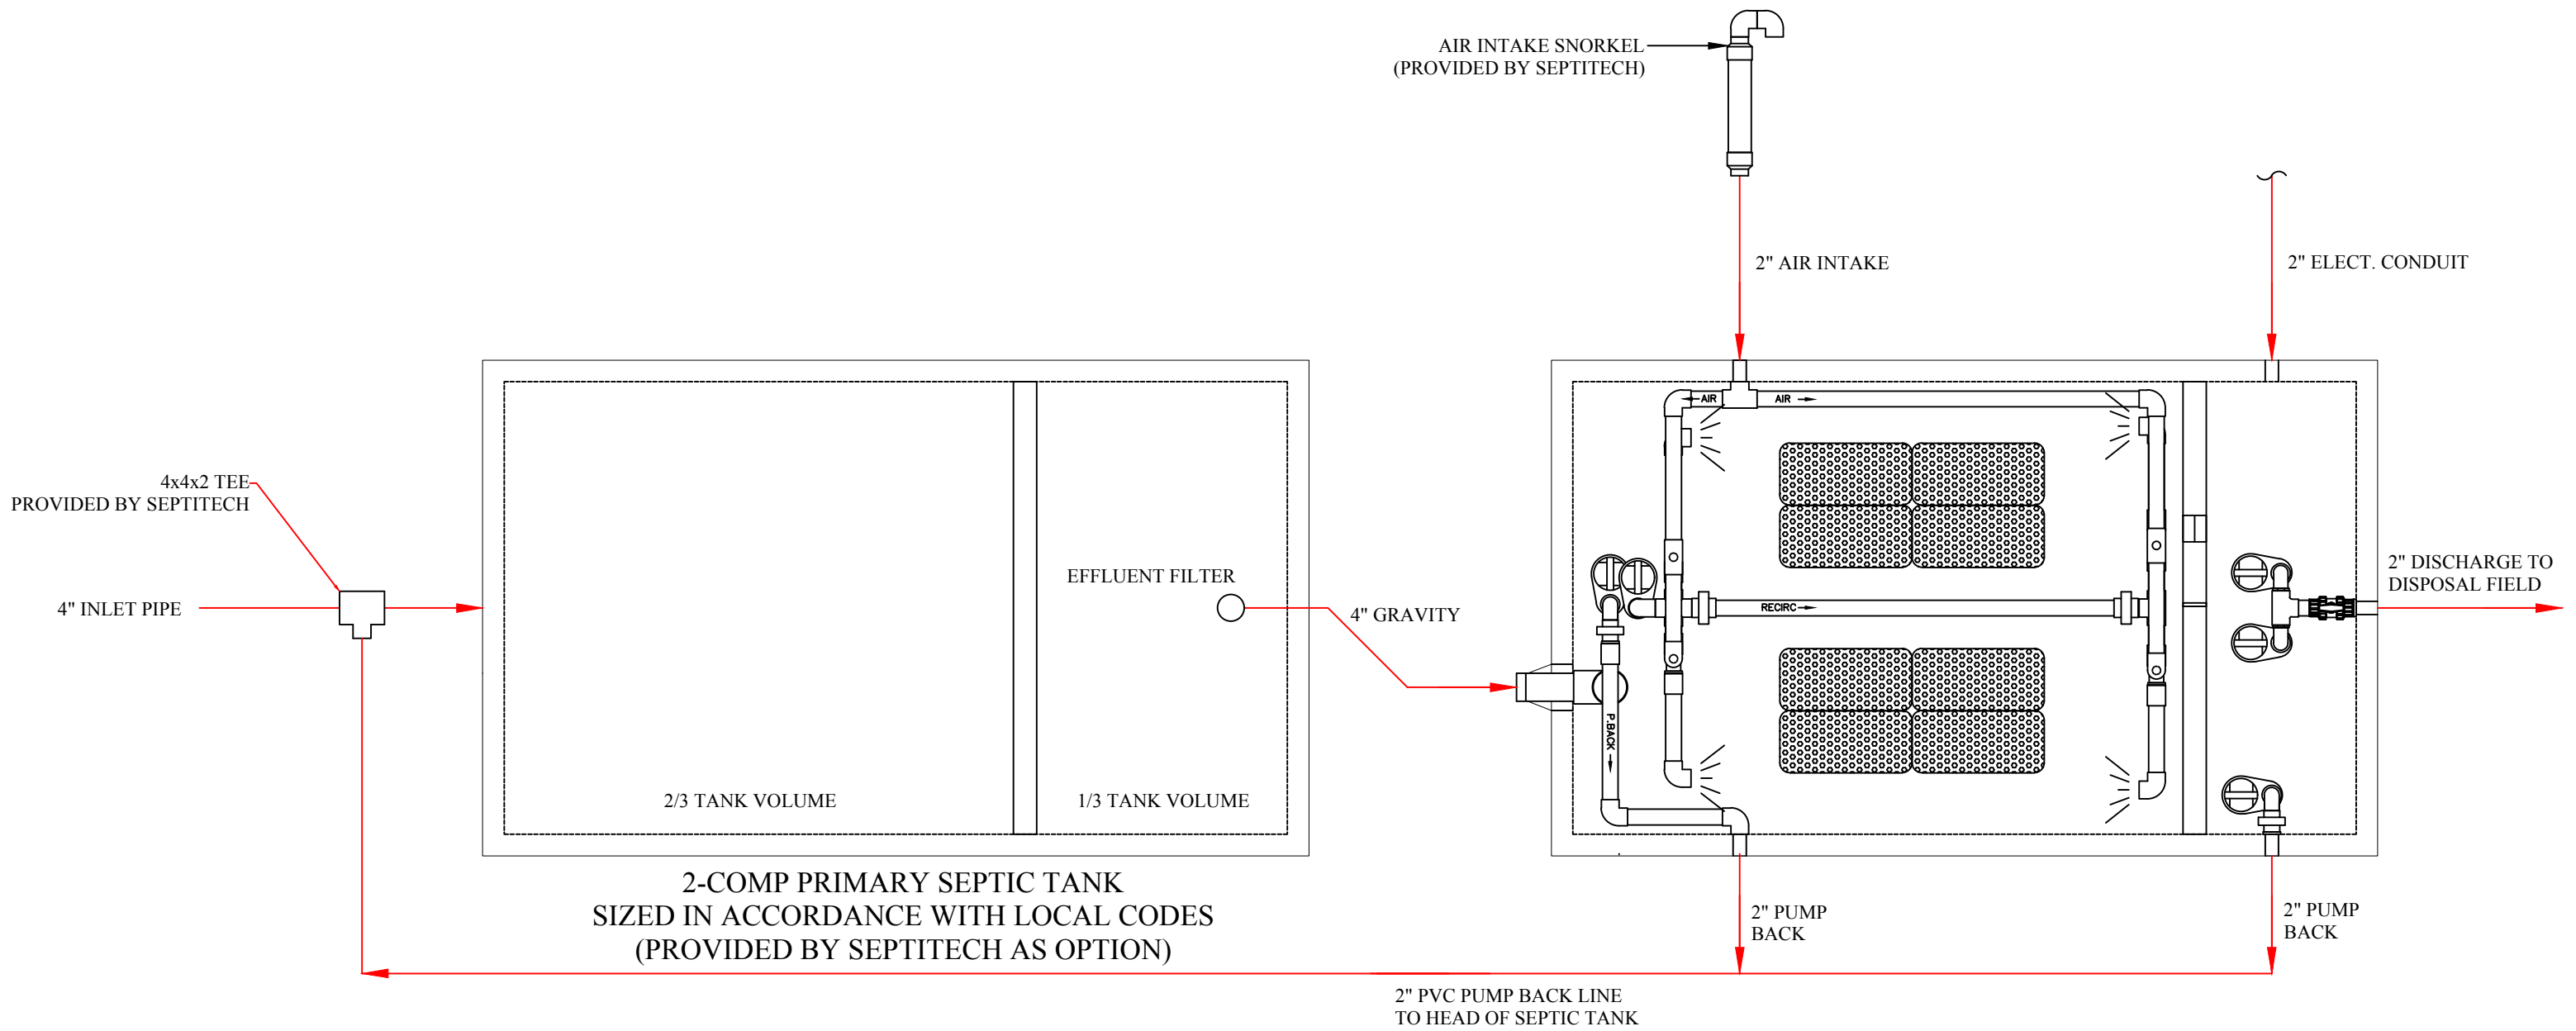 AIR INTAKE SNORKEL
(PROVIDED BY SEPTITECH)
2" AIR INTAKE
2" ELECT. CONDUIT
AIR
AIR
4x4x2 TEE
PROVIDED BY SEPTITECH
4" INLET PIPE
EFFLUENT FILTER
4" GRAVITY
RECIRC
2" DISCHARGE TO
DISPOSAL FIELD
P.BACK
2/3 TANK VOLUME
1/3 TANK VOLUME
2-COMP PRIMARY SEPTIC TANK
SIZED IN ACCORDANCE WITH LOCAL CODES
(PROVIDED BY SEPTITECH AS OPTION)
2" PUMP
BACK
2" PUMP
BACK
2" PVC PUMP BACK LINE
TO HEAD OF SEPTIC TANK